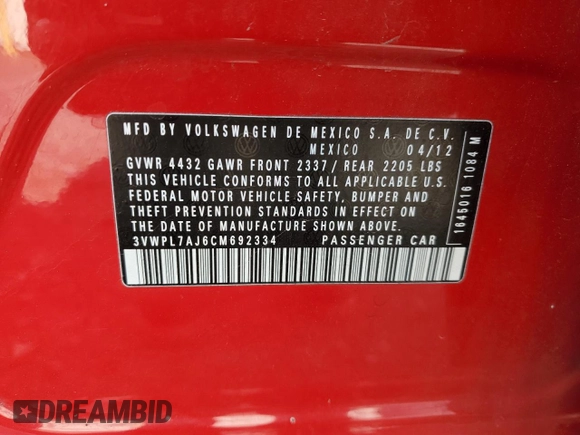 MFD BY VOLKSWAGEN DE MEXICO S.A. DE C.V.
MEXICO 04/12
GVWR 4432 GAWR FRONT 2337/ REAR 2205 LBS
THIS VEHICLE CONFORMS TO ALL APPLICABLE U.S.
FEDERAL MOTOR VEHICLE SAFETY, BUMPER AND
THEFT PREVENTION STANDARDS IN EFFECT ON
THE DATE OF MANUFACTURE SHOWN ABOVE.
3VWPL7AJ6CM692334 PASSENGER CAR
1645016 1084 M
DREAMBID